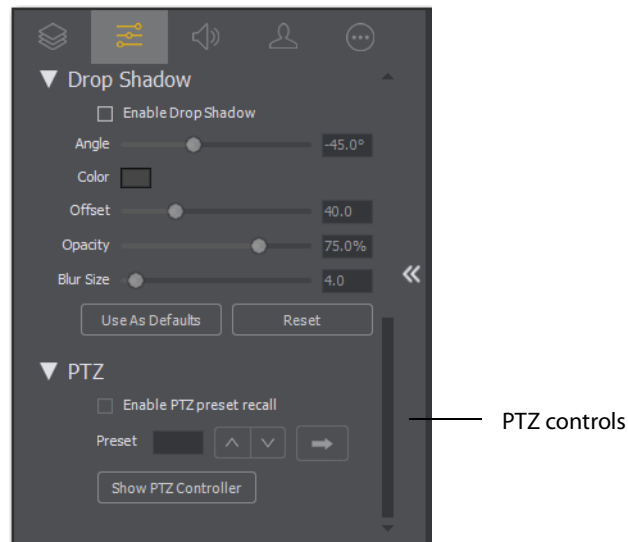 Drop Shadow
Enable Drop Shadow
Angle -45.0°
Color
Offset 40.0
Opacity 75.0%
Blur Size 4.0
Use As Defaults Reset
PTZ
Enable PTZ preset recall
Preset
Show PTZ Controller
PTZ controls